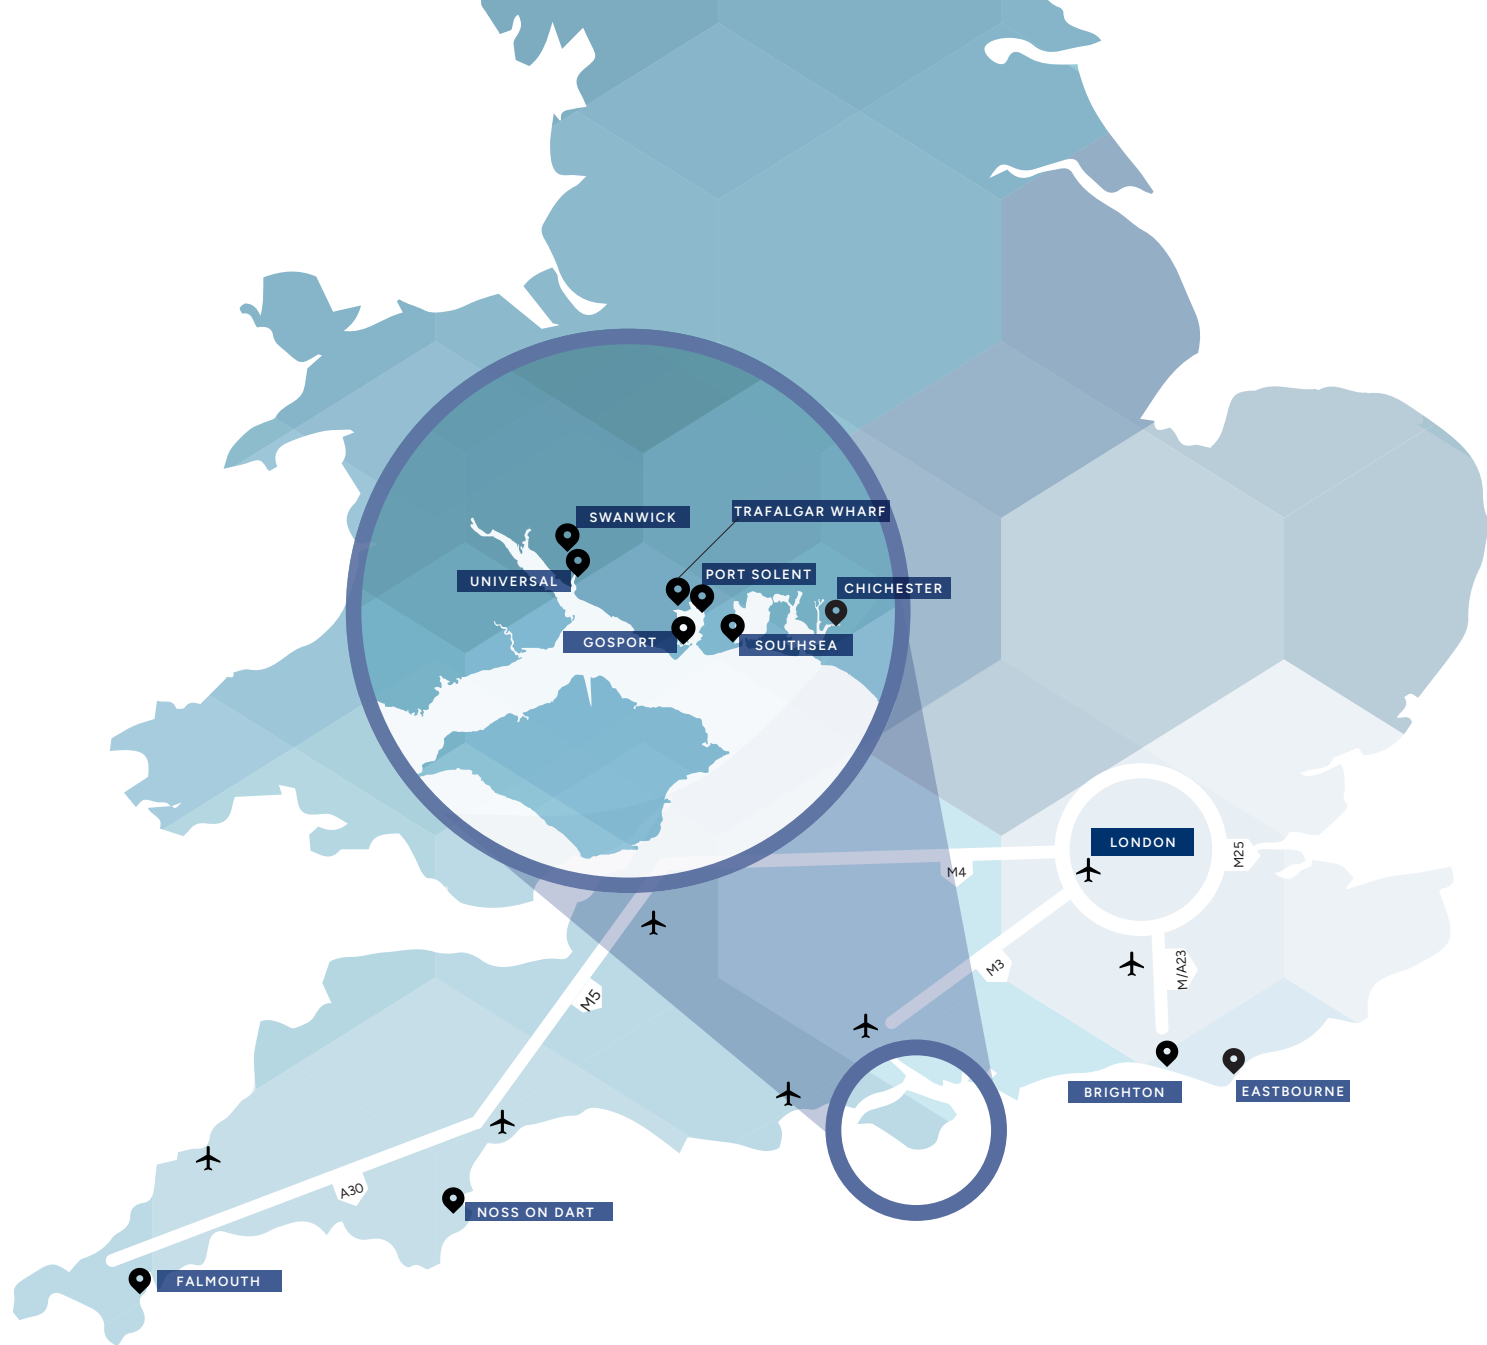 SWANWICK
TRAFALGAR WHARF
UNIVERSAL
PORT SOLENT
CHICHESTER
GOSPORT
SOUTHSEA
LONDON
M25
M4
M3
M/A23
M5
BRIGHTON
EASTBOURNE
A30
NOSS ON DART
FALMOUTH